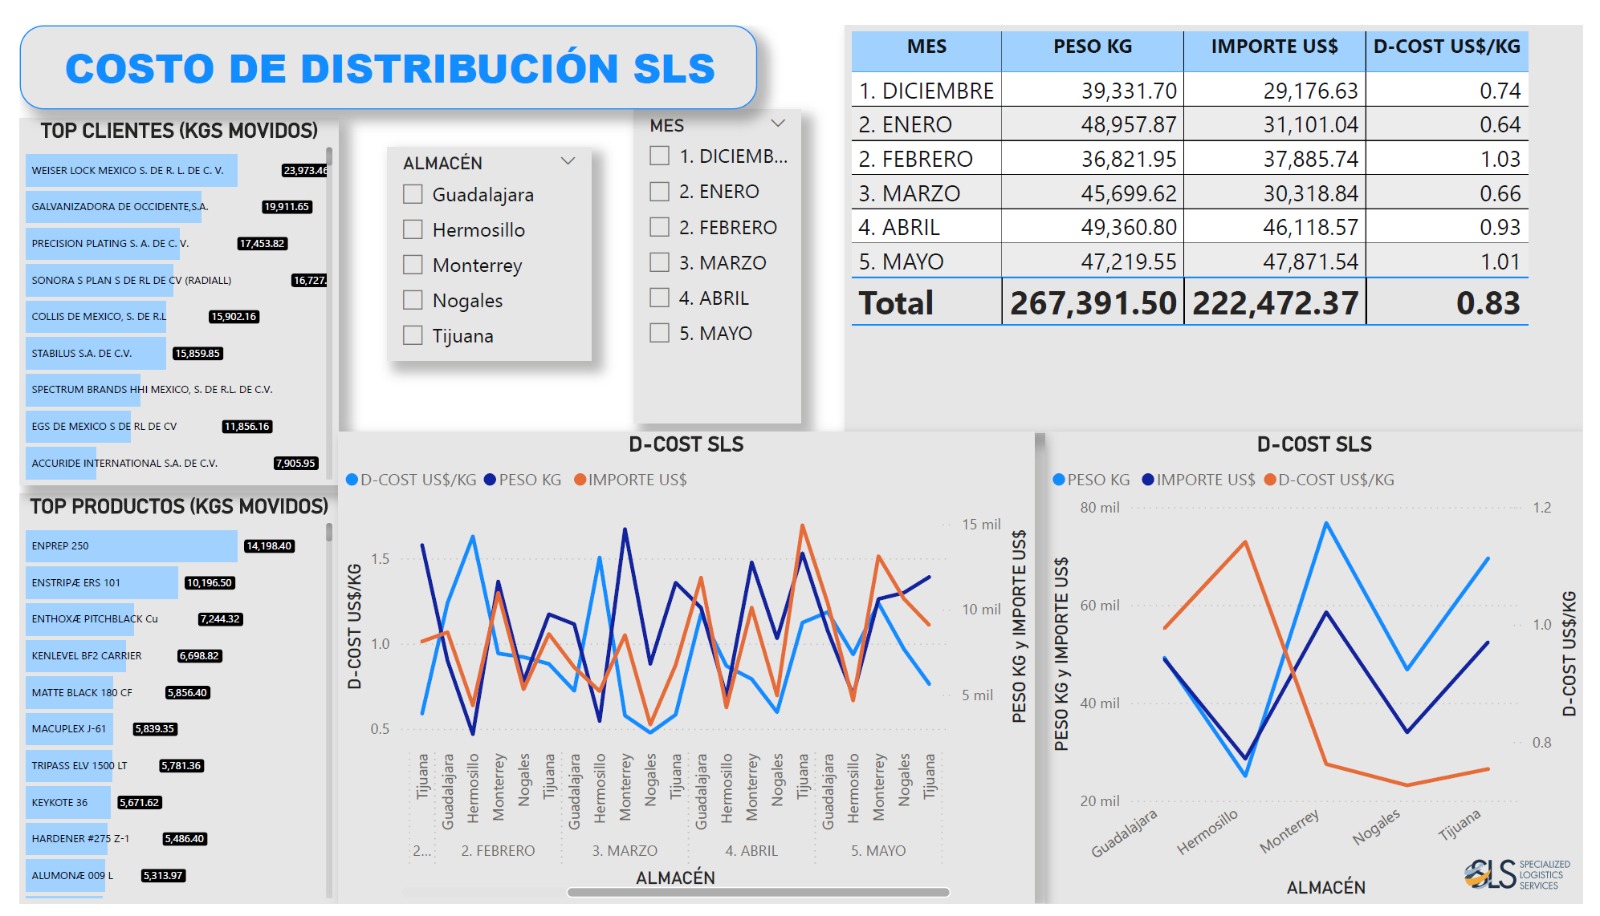 COSTO DE DISTRIBUCIÓN SLS
TOP CLIENTES (KGS MOVIDOS)
WEISER LOCK MEXICO S. DE R. L. DE C. V. 23,973.46
GALVANIZADORA DE OCCIDENTE,S.A. 19,911.65
PRECISION PLATING S. A. DE C. V. 17,453.82
SONORA S PLAN S DE RL DE CV (RADIALL) 16,727.
COLLIS DE MEXICO, S. DE R.L 15,902.16
STABILUS S.A. DE C.V. 15,859.85
SPECTRUM BRANDS HHI MEXICO, S. DE R.L. DE C.V.
EGS DE MEXICO S DE RL DE CV 11,856.16
ACCURIDE INTERNATIONAL S.A. DE C.V. 7,905.95
TOP PRODUCTOS (KGS MOVIDOS)
ENPREP 250 14,198.40
ENSTRIPÆ ERS 101 10,196.50
ENTHOXÆ PITCHBLACK Cu 7,244.32
KENLEVEL BF2 CARRIER 6,698.82
MATTE BLACK 180 CF 5,856.40
MACUPLEX J-61 5,839.35
TRIPASS ELV 1500 LT 5,781.36
KEYKOTE 36 5,671.62
HARDENER #275 Z-1 5,486.40
ALUMONÆ 009 L 5,313.97
ALMACÉN
Guadalajara
Hermosillo
Monterrey
Nogales
Tijuana
MES
1. DICIEMB...
2. ENERO
2. FEBRERO
3. MARZO
4. ABRIL
5. MAYO
MES PESO KG IMPORTE US$ D-COST US$/KG
1. DICIEMBRE 39,331.70 29,176.63 0.74
2. ENERO 48,957.87 31,101.04 0.64
2. FEBRERO 36,821.95 37,885.74 1.03
3. MARZO 45,699.62 30,318.84 0.66
4. ABRIL 49,360.80 46,118.57 0.93
5. MAYO 47,219.55 47,871.54 1.01
Total 267,391.50 222,472.37 0.83
D-COST SLS
D-COST US$/KG PESO KG IMPORTE US$
D-COST US$/KG
1.5
1.0
0.5
15 mil
10 mil
5 mil
PESO KG y IMPORTE US$
Tijuana Guadalajara Hermosillo Monterrey Nogales Tijuana Guadalajara Hermosillo Monterrey Nogales Tijuana Guadalajara Hermosillo Monterrey Nogales Tijuana Guadalajara Hermosillo Monterrey Nogales Tijuana
2... 2. FEBRERO 3. MARZO 4. ABRIL 5. MAYO
ALMACÉN
D-COST SLS
PESO KG IMPORTE US$ D-COST US$/KG
PESO KG y IMPORTE US$
80 mil
60 mil
40 mil
20 mil
1.2
1.0
0.8
D-COST US$/KG
Guadalajara Hermosillo Monterrey Nogales Tijuana
ALMACÉN
SLS
SPECIALIZED
LOGISTICS
SERVICES